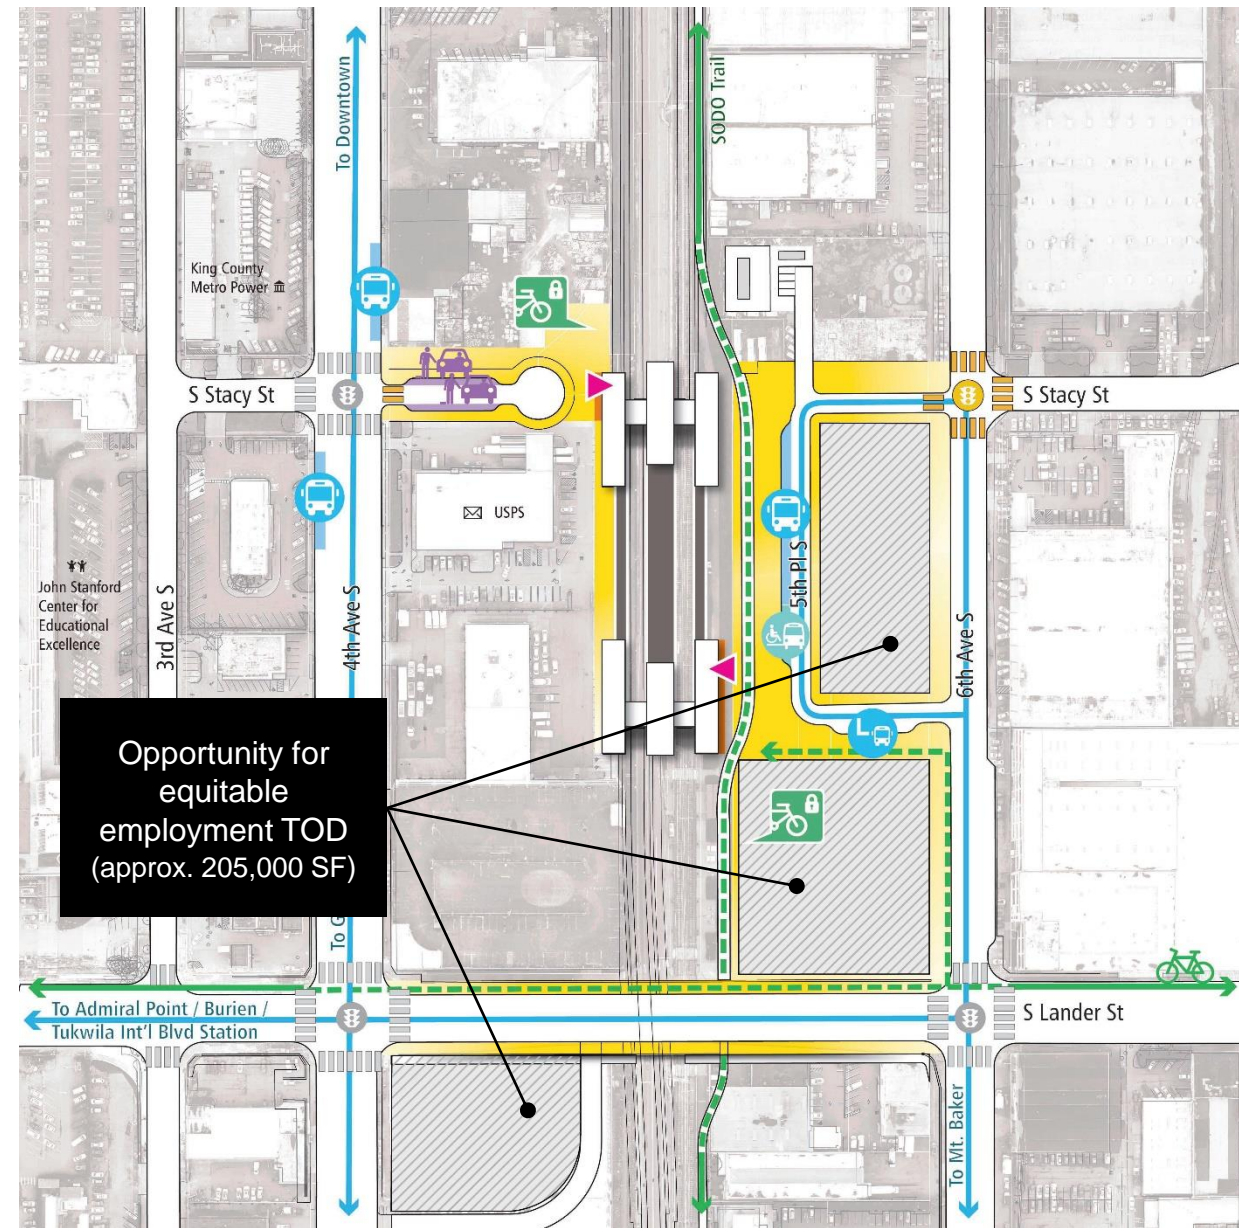 To Downtown
SODO Trail
King County
Metro Power
S Stacy St
S Stacy St
USPS
5th Pl S
John Stanford
Center for
Educational
Excellence
3rd Ave S
4th Ave S
6th Ave S
Opportunity for
equitable
employment TOD
(approx. 205,000 SF)
To Admiral Point / Burien /
Tukwila Int'l Blvd Station
S Lander St
To Mt. Baker